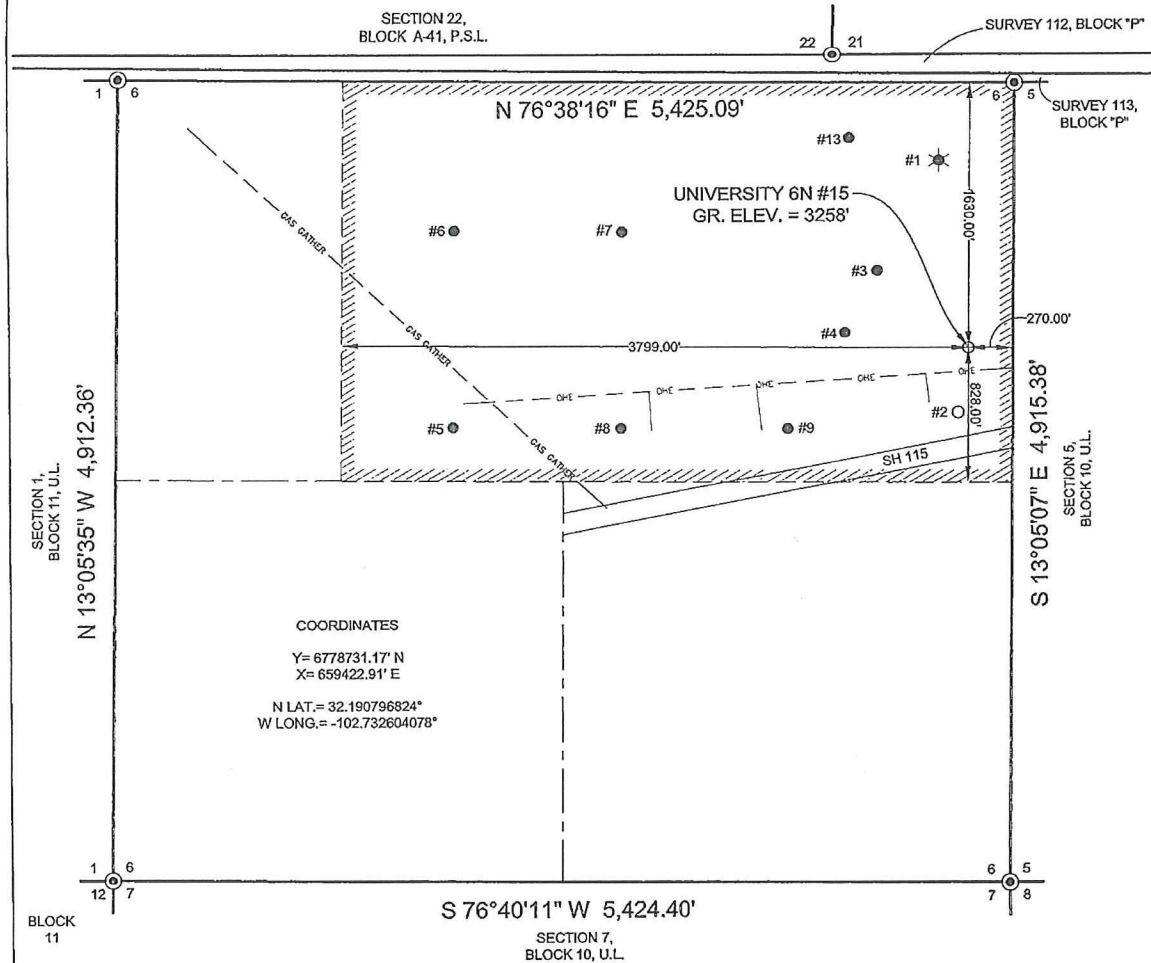 SECTION 22,
BLOCK A-41, P.S.L.
SURVEY 112, BLOCK "P"
22 21
1 6
6 5
SURVEY 113,
BLOCK "P"
N 76°38'16" E 5,425.09'
#13
#1
UNIVERSITY 6N #15
GR. ELEV. = 3258'
1630.00'
GAS GATHER
#6
#7
#3
#4
270.00'
3799.00'
GAS GATHER
OHE
OHE
OHE
OHE
828.00'
#2
#5
#8
#9
GAS GATHER
SH 115
N 13°05'35" W 4,912.36'
SECTION 1,
BLOCK 11, U.L.
S 13°05'07" E 4,915.38'
SECTION 5,
BLOCK 10, U.L.
COORDINATES
Y= 6778731.17' N
X= 659422.91' E
N LAT.= 32.190796824°
W LONG.= -102.732604078°
1 6
12 7
6 5
7 8
BLOCK
11
S 76°40'11" W 5,424.40'
SECTION 7,
BLOCK 10, U.L.